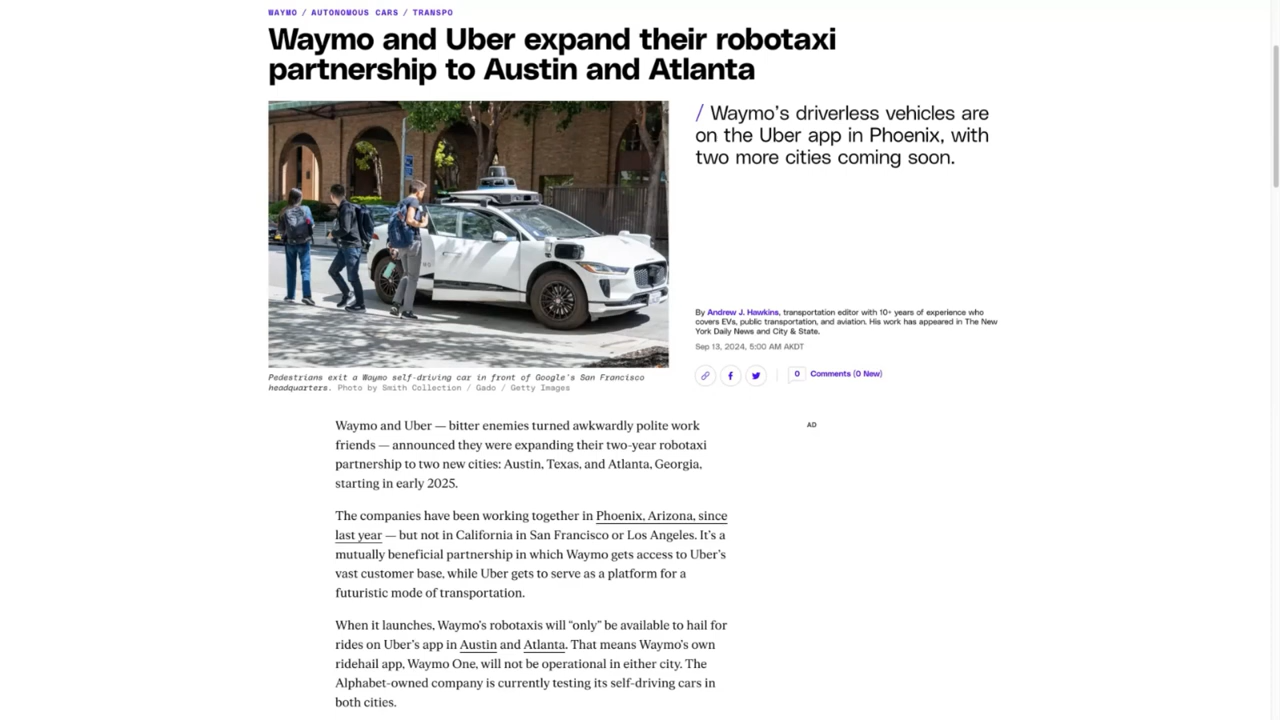 WAYMO / AUTONOMOUS CARS / TRANSPO
Waymo and Uber expand their robotaxi
partnership to Austin and Atlanta
/ Waymo's driverless vehicles are
on the Uber app in Phoenix, with
two more cities coming soon.
By Andrew J. Hawkins, transportation editor with 10+ years of experience who
covers EVs, public transportation, and aviation. His work has appeared in The New
York Daily News and City & State.
Sep 13, 2024, 5:00 AM AKDT
0 Comments (0 New)
Pedestrians exit a Waymo self-driving car in front of Google's San Francisco
headquarters. Photo by Smith Collection / Gado / Getty Images
Waymo and Uber — bitter enemies turned awkwardly polite work
friends — announced they were expanding their two-year robotaxi
partnership to two new cities: Austin, Texas, and Atlanta, Georgia,
starting in early 2025.
AD
The companies have been working together in Phoenix, Arizona, since
last year — but not in California in San Francisco or Los Angeles. It's a
mutually beneficial partnership in which Waymo gets access to Uber's
vast customer base, while Uber gets to serve as a platform for a
futuristic mode of transportation.
When it launches, Waymo's robotaxis will "only" be available to hail for
rides on Uber's app in Austin and Atlanta. That means Waymo's own
ridehail app, Waymo One, will not be operational in either city. The
Alphabet-owned company is currently testing its self-driving cars in
both cities.